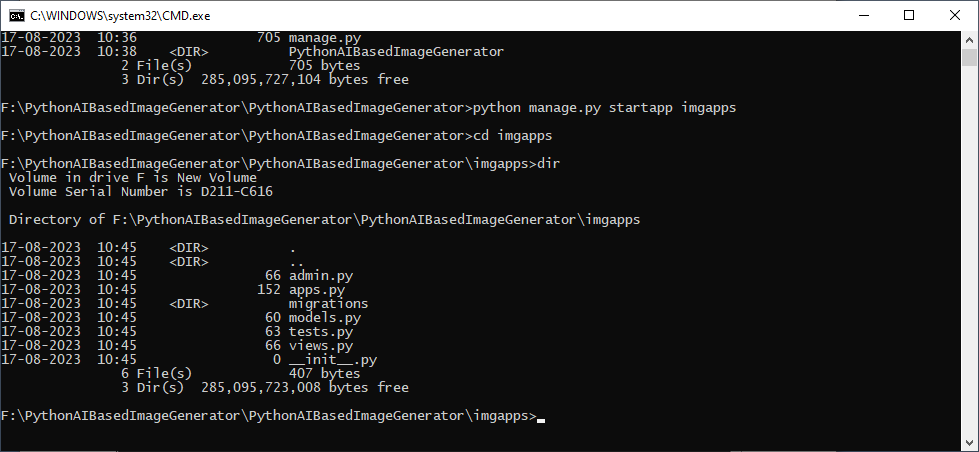 C:\WINDOWS\system32\CMD.exe
17-08-2023  10:36               705 manage.py
17-08-2023  10:38    <DIR>          PythonAIBasedImageGenerator
               2 File(s)            705 bytes
               3 Dir(s)  285,095,727,104 bytes free
F:\PythonAIBasedImageGenerator\PythonAIBasedImageGenerator>python manage.py startapp imgapps
F:\PythonAIBasedImageGenerator\PythonAIBasedImageGenerator>cd imgapps
F:\PythonAIBasedImageGenerator\PythonAIBasedImageGenerator\imgapps>dir
 Volume in drive F is New Volume
 Volume Serial Number is D211-C616
 Directory of F:\PythonAIBasedImageGenerator\PythonAIBasedImageGenerator\imgapps
17-08-2023  10:45    <DIR>          .
17-08-2023  10:45    <DIR>          ..
17-08-2023  10:45                66 admin.py
17-08-2023  10:45               152 apps.py
17-08-2023  10:45    <DIR>          migrations
17-08-2023  10:45                60 models.py
17-08-2023  10:45                63 tests.py
17-08-2023  10:45                66 views.py
17-08-2023  10:45                 0 __init__.py
               6 File(s)            407 bytes
               3 Dir(s)  285,095,723,008 bytes free
F:\PythonAIBasedImageGenerator\PythonAIBasedImageGenerator\imgapps>